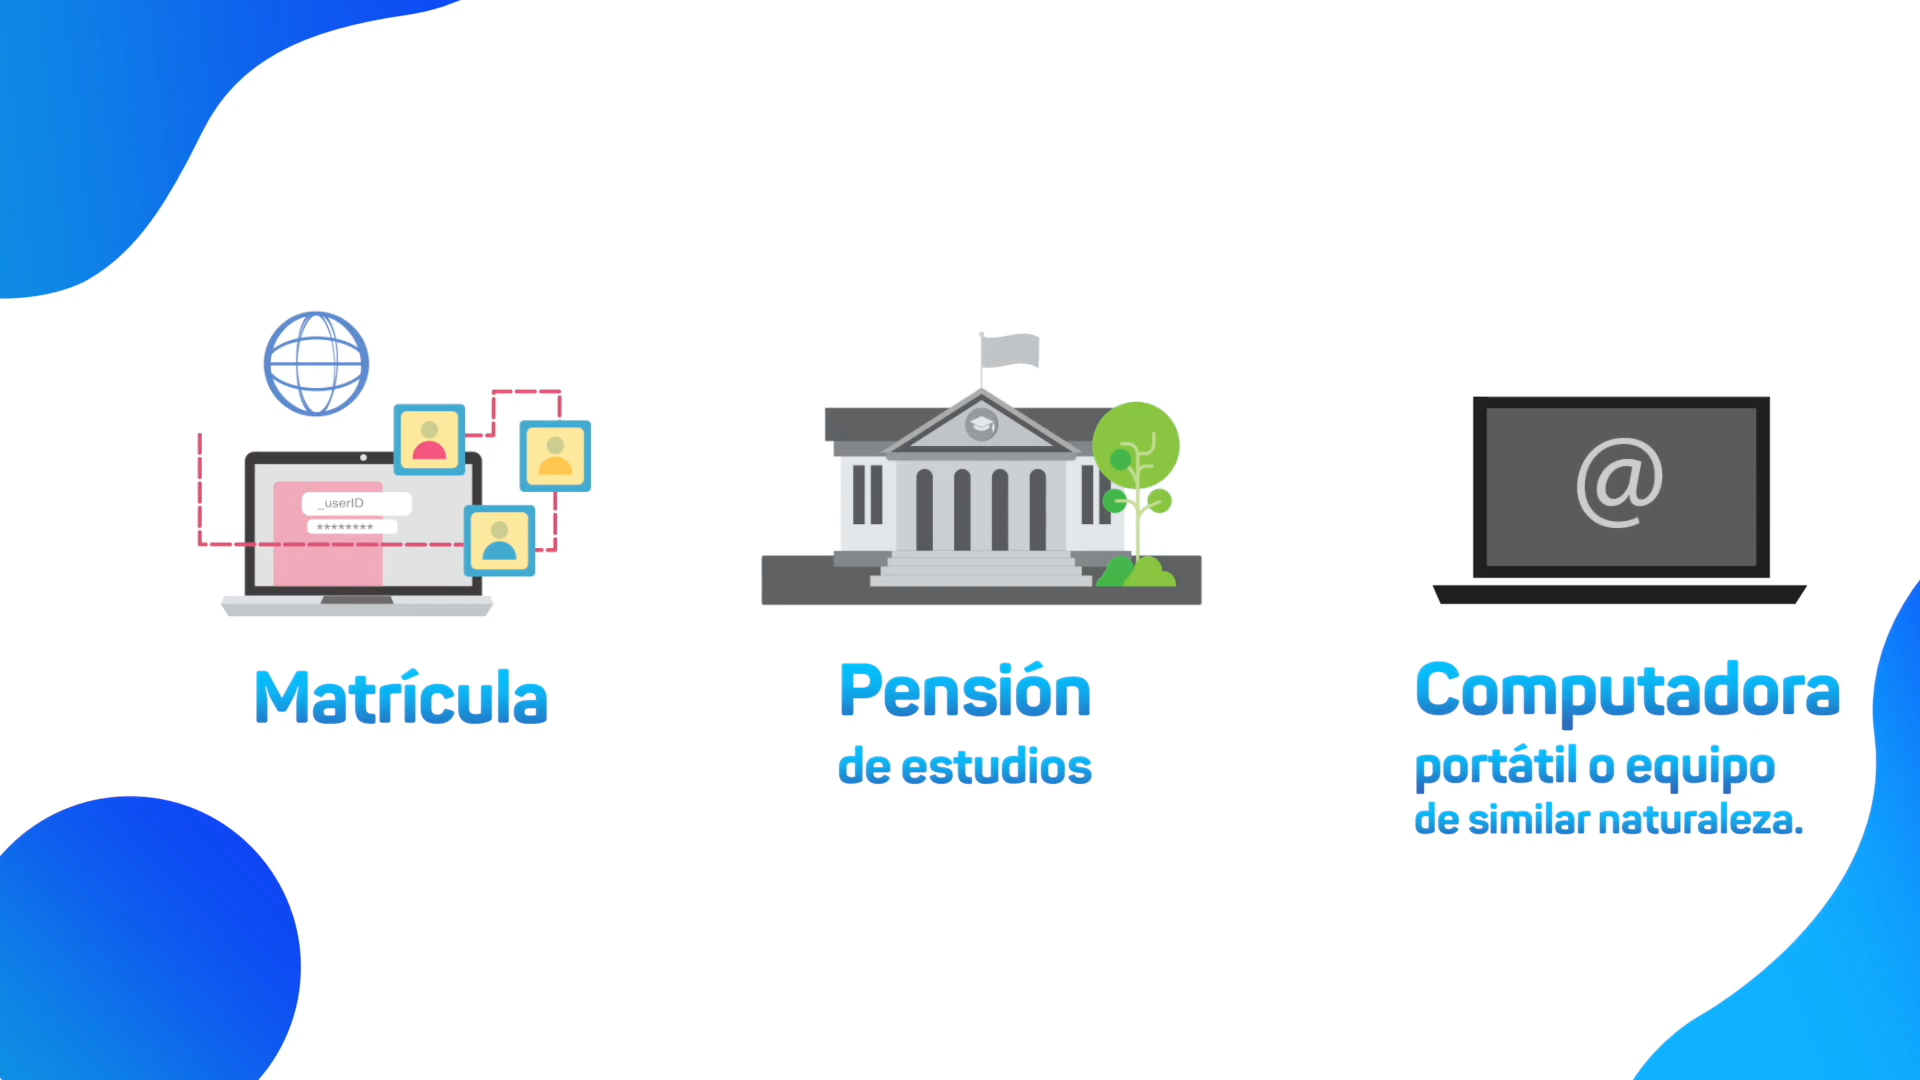 _userID
********
@
Matrícula
Pensión
de estudios
Computadora
portátil o equipo
de similar naturaleza.